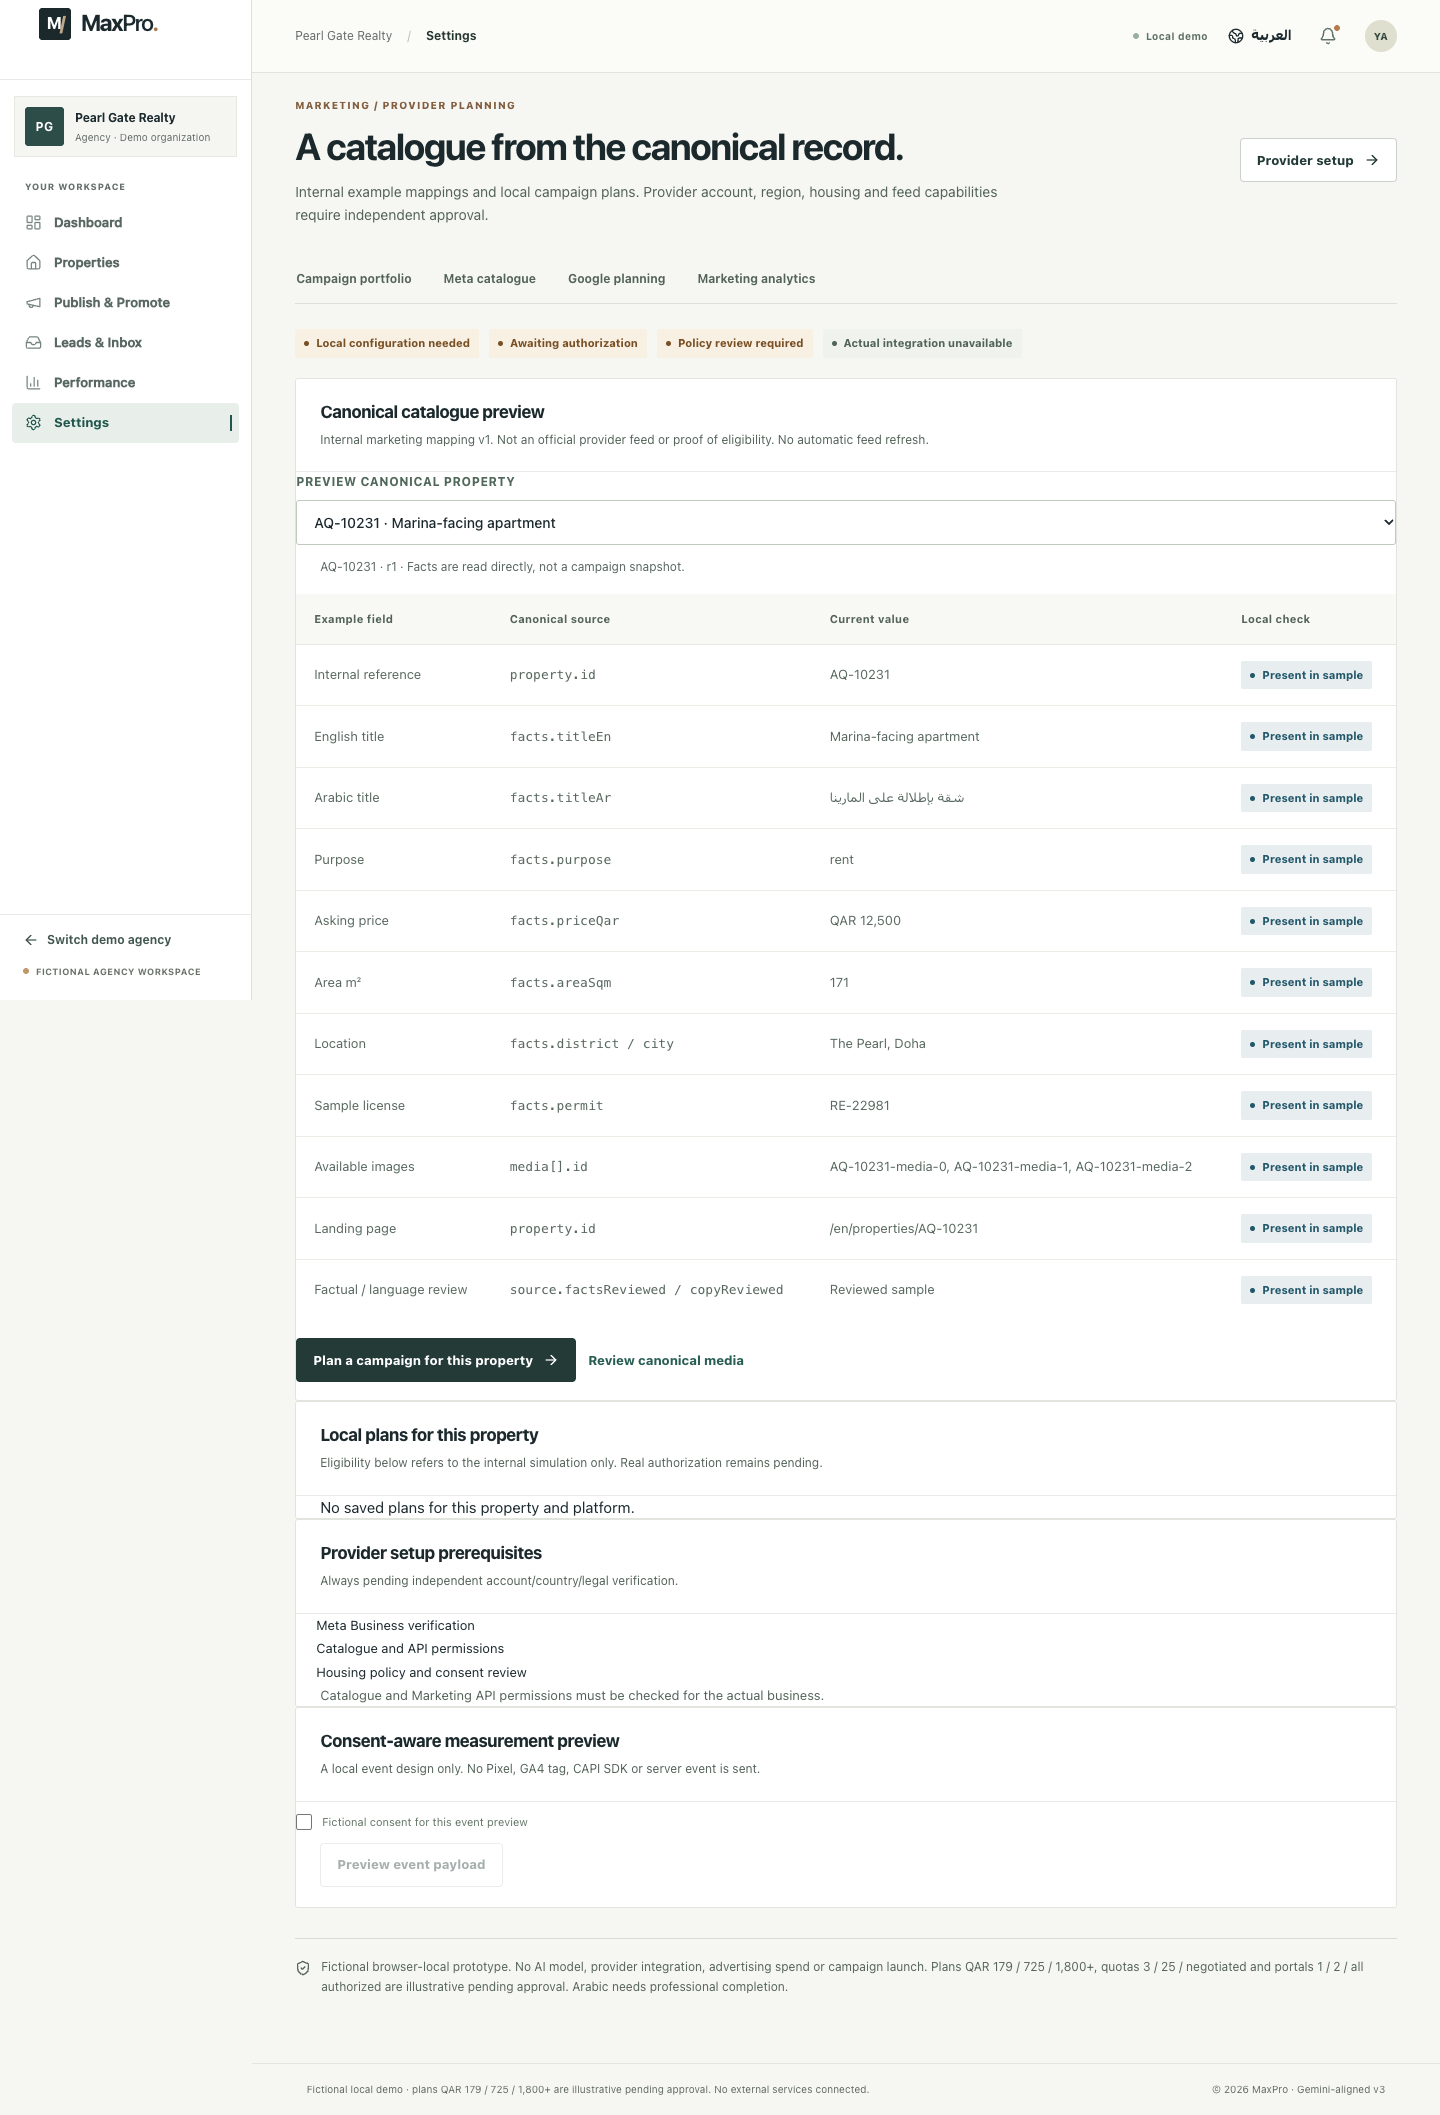 M/ MaxPro.
PG
Pearl Gate Realty
Agency · Demo organization
YOUR WORKSPACE
Dashboard
Properties
Publish & Promote
Leads & Inbox
Performance
Settings
Switch demo agency
FICTIONAL AGENCY WORKSPACE
Pearl Gate Realty / Settings
Local demo
العربية
YA
MARKETING / PROVIDER PLANNING
A catalogue from the canonical record.
Internal example mappings and local campaign plans. Provider account, region, housing and feed capabilities
require independent approval.
Provider setup
Campaign portfolio Meta catalogue Google planning Marketing analytics
Local configuration needed Awaiting authorization Policy review required Actual integration unavailable
Canonical catalogue preview
Internal marketing mapping v1. Not an official provider feed or proof of eligibility. No automatic feed refresh.
PREVIEW CANONICAL PROPERTY
AQ-10231 · Marina-facing apartment
AQ-10231 · r1 · Facts are read directly, not a campaign snapshot.
Example field Canonical source Current value Local check
Internal reference property.id AQ-10231 Present in sample
English title facts.titleEn Marina-facing apartment Present in sample
Arabic title facts.titleAr شقة بإطلالة على المارينا Present in sample
Purpose facts.purpose rent Present in sample
Asking price facts.priceQar QAR 12,500 Present in sample
Area m² facts.areaSqm 171 Present in sample
Location facts.district / city The Pearl, Doha Present in sample
Sample license facts.permit RE-22981 Present in sample
Available images media[].id AQ-10231-media-0, AQ-10231-media-1, AQ-10231-media-2 Present in sample
Landing page property.id /en/properties/AQ-10231 Present in sample
Factual / language review source.factsReviewed / copyReviewed Reviewed sample Present in sample
Plan a campaign for this property Review canonical media
Local plans for this property
Eligibility below refers to the internal simulation only. Real authorization remains pending.
No saved plans for this property and platform.
Provider setup prerequisites
Always pending independent account/country/legal verification.
Meta Business verification
Catalogue and API permissions
Housing policy and consent review
Catalogue and Marketing API permissions must be checked for the actual business.
Consent-aware measurement preview
A local event design only. No Pixel, GA4 tag, CAPI SDK or server event is sent.
Fictional consent for this event preview
Preview event payload
Fictional browser-local prototype. No AI model, provider integration, advertising spend or campaign launch. Plans QAR 179 / 725 / 1,800+, quotas 3 / 25 / negotiated and portals 1 / 2 / all
authorized are illustrative pending approval. Arabic needs professional completion.
Fictional local demo · plans QAR 179 / 725 / 1,800+ are illustrative pending approval. No external services connected.
© 2026 MaxPro · Gemini-aligned v3